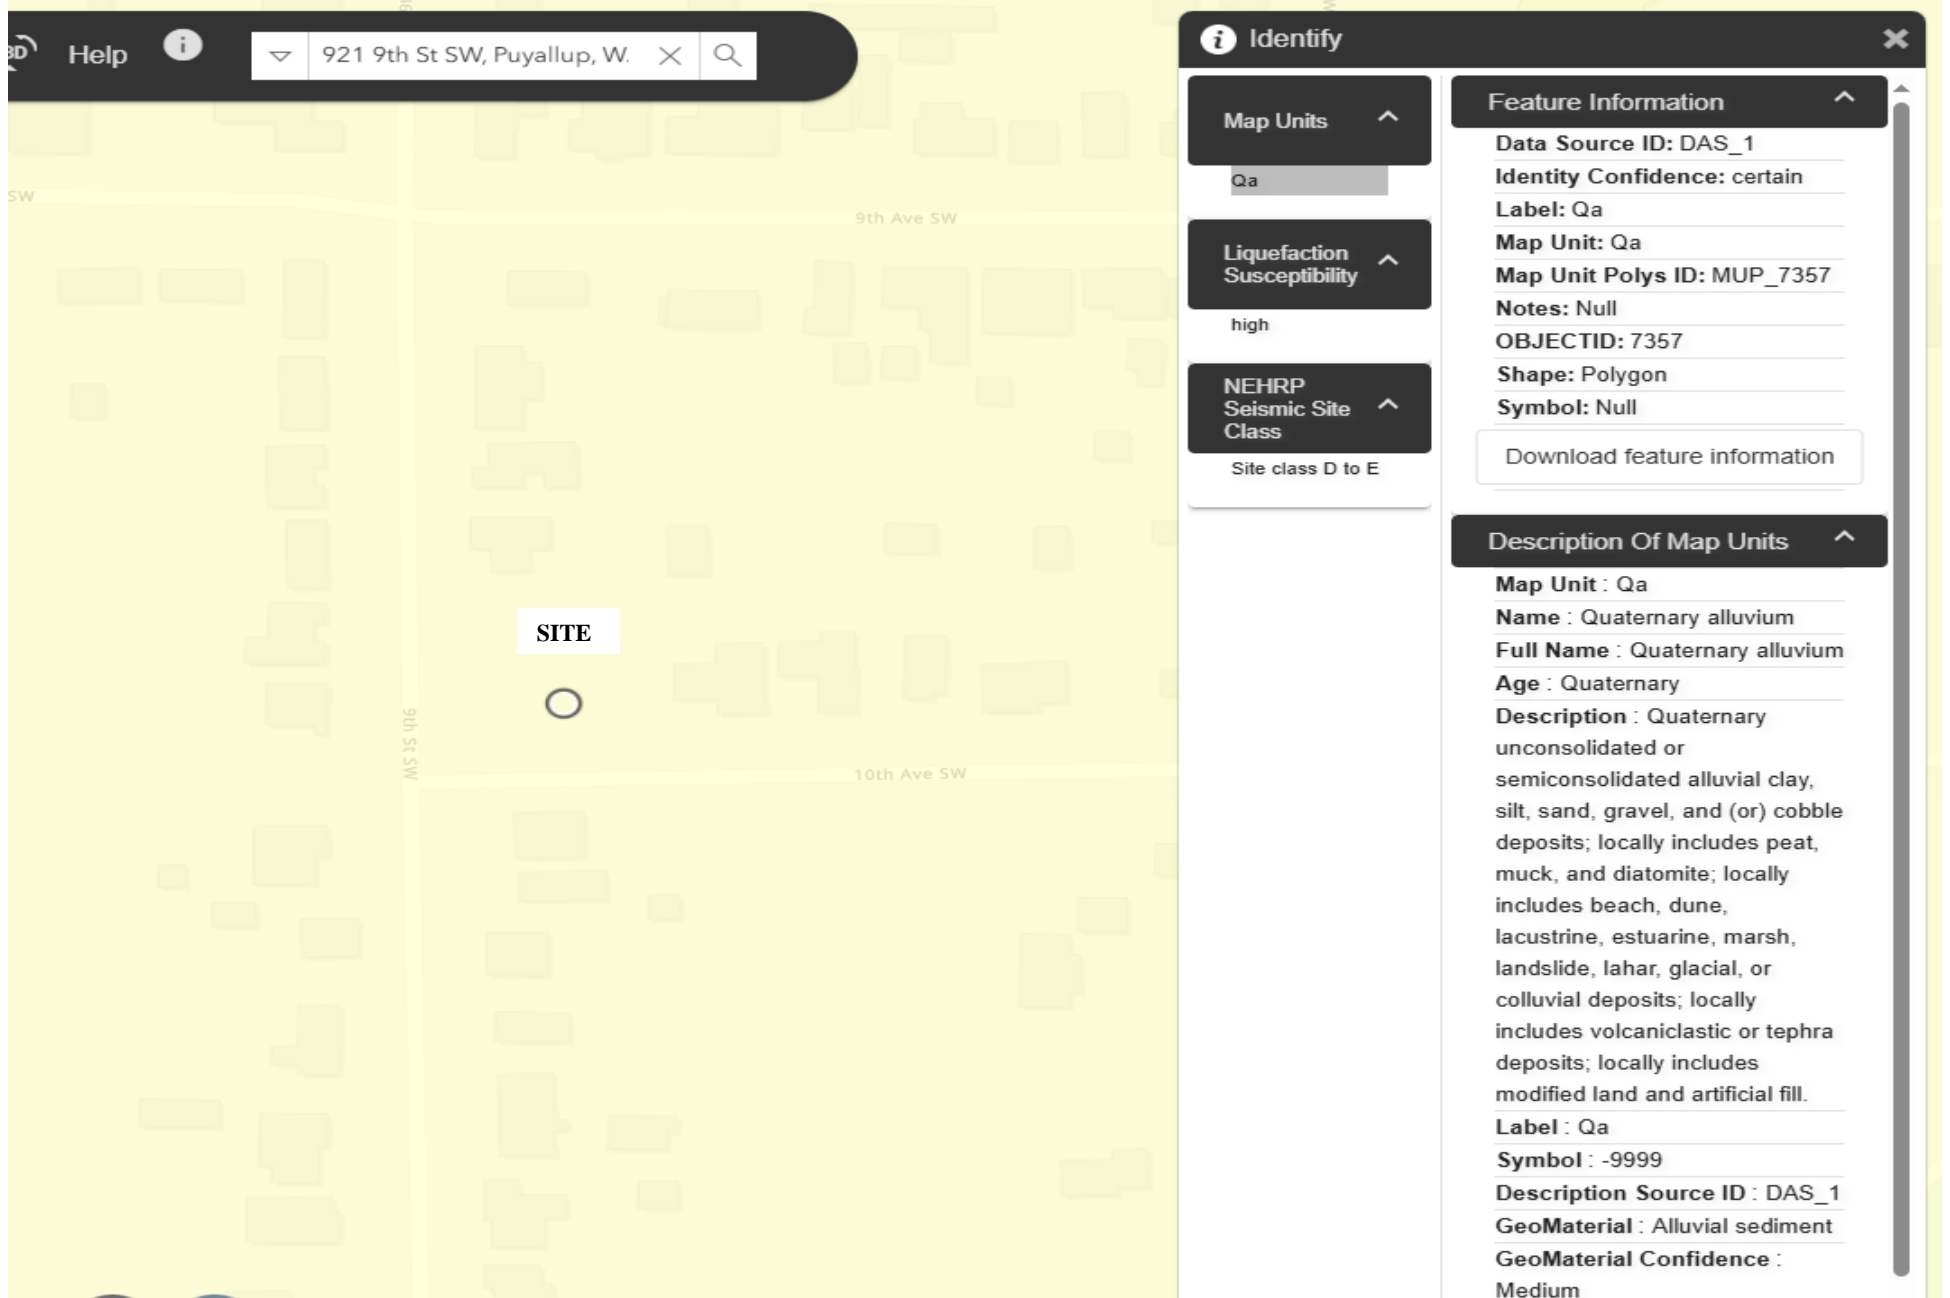 3D
Help
921 9th St SW, Puyallup, W.
SW
9th Ave SW
SITE
9th St SW
10th Ave SW
Identify
Map Units
Qa
Liquefaction
Susceptibility
high
NEHRP
Seismic Site
Class
Site class D to E
Feature Information
Data Source ID: DAS_1
Identity Confidence: certain
Label: Qa
Map Unit: Qa
Map Unit Polys ID: MUP_7357
Notes: Null
OBJECTID: 7357
Shape: Polygon
Symbol: Null
Download feature information
Description Of Map Units
Map Unit : Qa
Name : Quaternary alluvium
Full Name : Quaternary alluvium
Age : Quaternary
Description : Quaternary
unconsolidated or
semiconsolidated alluvial clay,
silt, sand, gravel, and (or) cobble
deposits; locally includes peat,
muck, and diatomite; locally
includes beach, dune,
lacustrine, estuarine, marsh,
landslide, lahar, glacial, or
colluvial deposits; locally
includes volcaniclastic or tephra
deposits; locally includes
modified land and artificial fill.
Label : Qa
Symbol : -9999
Description Source ID : DAS_1
GeoMaterial : Alluvial sediment
GeoMaterial Confidence :
Medium